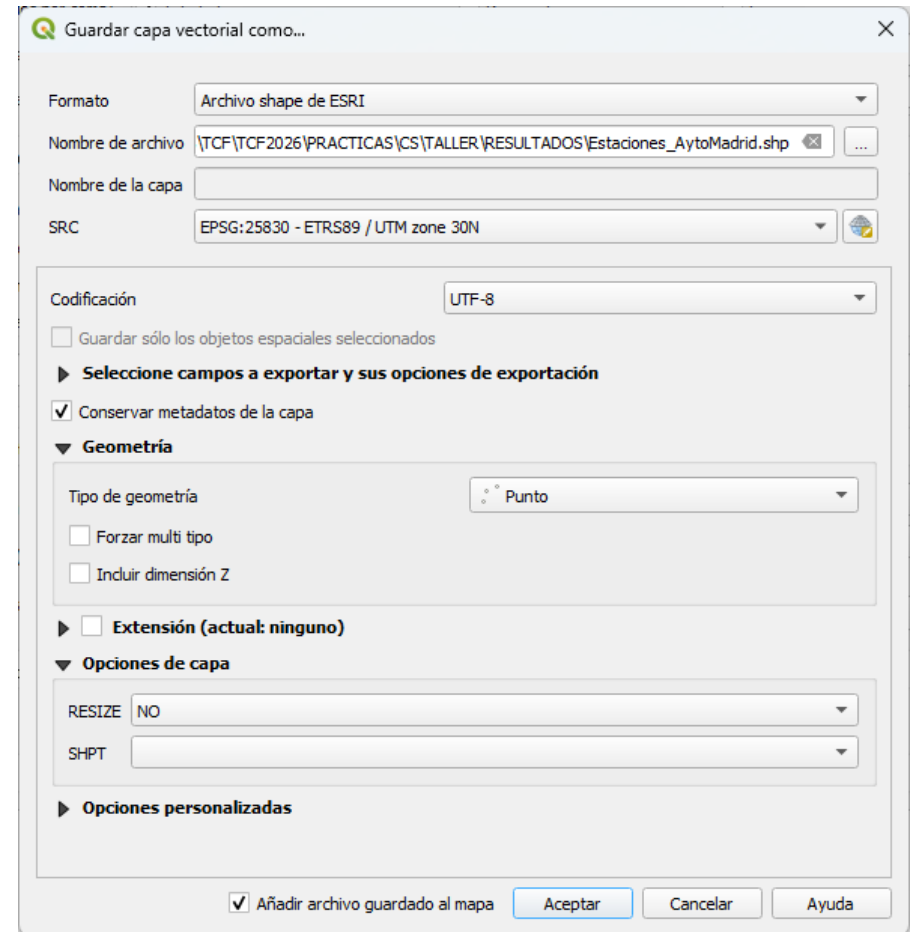 Guardar capa vectorial como...
Formato Archivo shape de ESRI
Nombre de archivo \TCF\TCF2026\PRACTICAS\CS\TALLER\RESULTADOS\Estaciones_AytoMadrid.shp ...
Nombre de la capa
SRC EPSG:25830 - ETRS89 / UTM zone 30N
Codificación UTF-8
Guardar sólo los objetos espaciales seleccionados
Seleccione campos a exportar y sus opciones de exportación
Conservar metadatos de la capa
Geometría
Tipo de geometría Punto
Forzar multi tipo
Incluir dimensión Z
Extensión (actual: ninguno)
Opciones de capa
RESIZE NO
SHPT
Opciones personalizadas
Añadir archivo guardado al mapa Aceptar Cancelar Ayuda